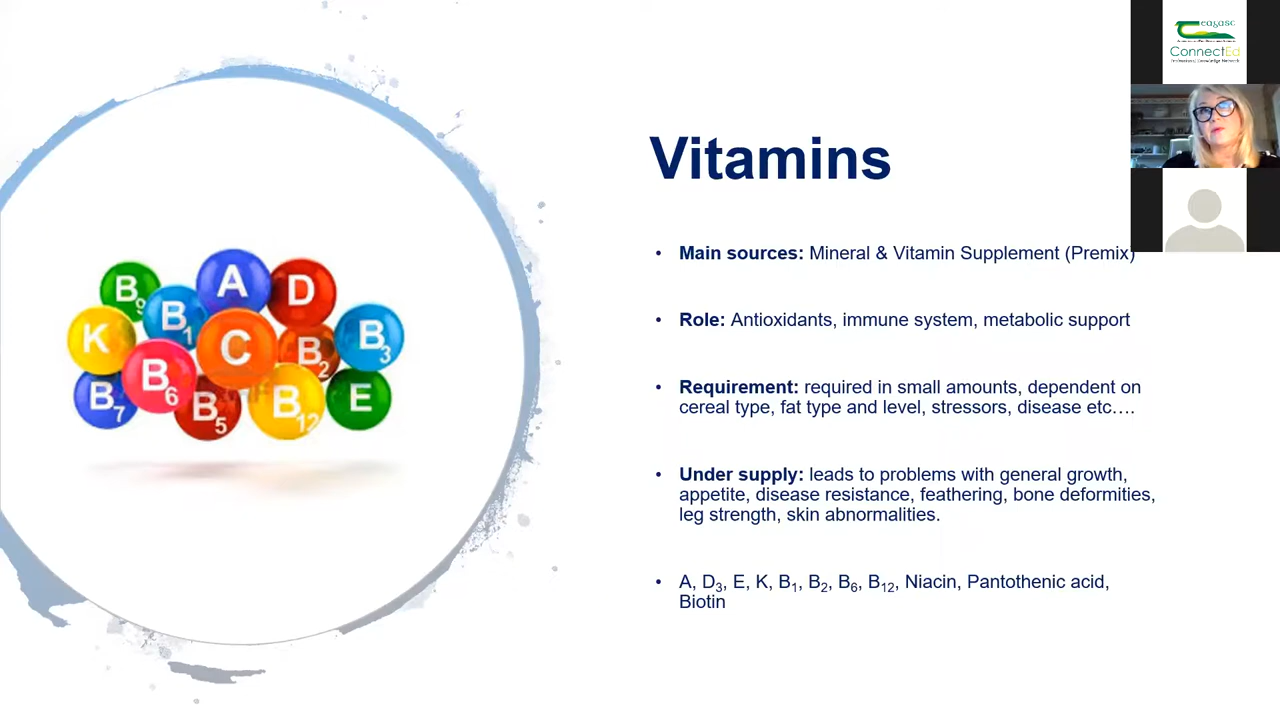 Vitamins
• Main sources: Mineral & Vitamin Supplement (Premix)
• Role: Antioxidants, immune system, metabolic support
• Requirement: required in small amounts, dependent on
cereal type, fat type and level, stressors, disease etc….
• Under supply: leads to problems with general growth,
appetite, disease resistance, feathering, bone deformities,
leg strength, skin abnormalities.
• A, D3, E, K, B1, B2, B6, B12, Niacin, Pantothenic acid,
Biotin
B9
A
D
K
B1
C
B2
B3
B7
B6
B5
B12
E
eagasc
ConnectEd